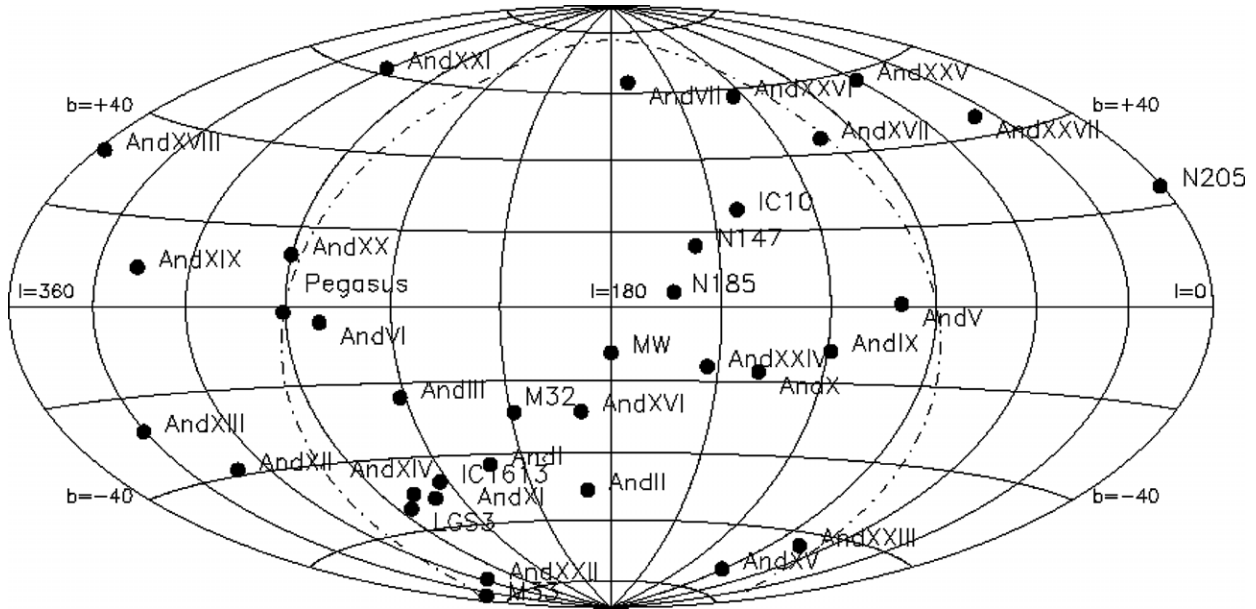 AndXXI
AndXXV
AndVII
AndXXVI
b=+40
b=+40
AndXXVII
AndXVII
AndXVIII
N205
IC10
AndXX
N147
AndXIX
Pegasus
N185
l=360
l=180
l=0
AndV
AndVI
MW
AndIX
AndXXIV
AndX
AndIII
M32
AndXVI
AndXIII
AndI
AndXII
AndXIV
IC1613
AndII
b=-40
AndXI
b=-40
LGS3
AndXXIII
AndXXII
AndXV
M33